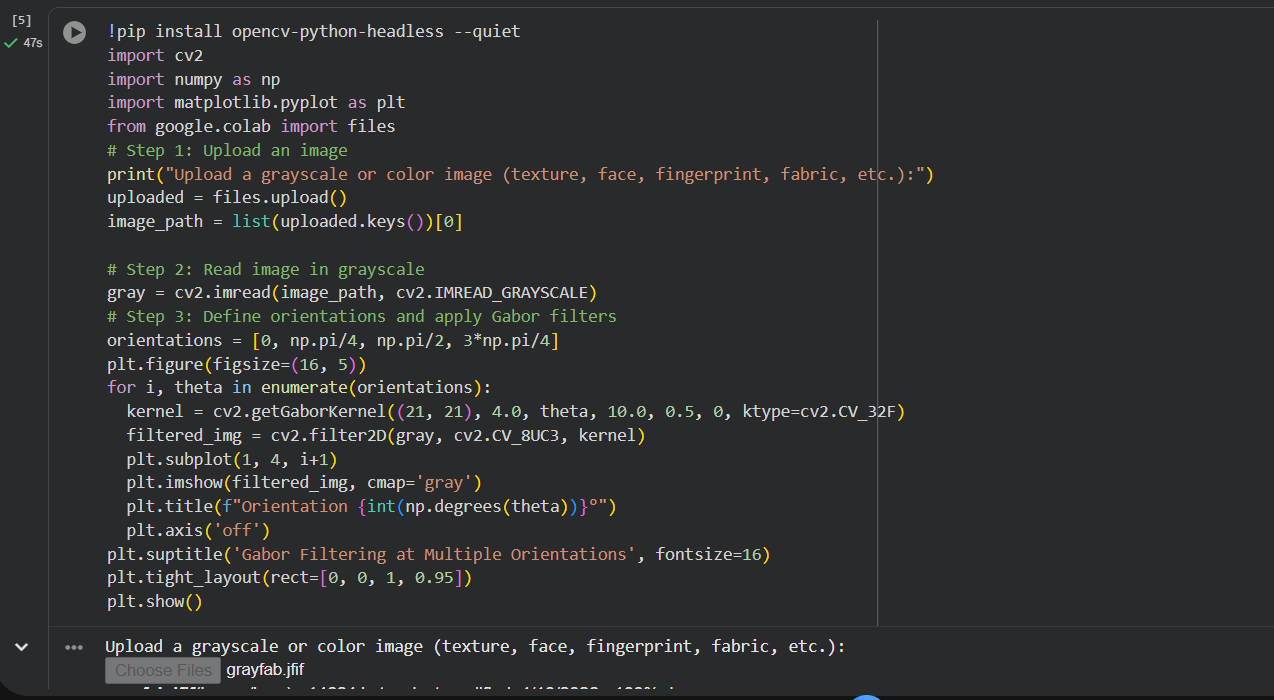 [5]
47s
!pip install opencv-python-headless --quiet
import cv2
import numpy as np
import matplotlib.pyplot as plt
from google.colab import files
# Step 1: Upload an image
print("Upload a grayscale or color image (texture, face, fingerprint, fabric, etc.):")
uploaded = files.upload()
image_path = list(uploaded.keys())[0]
# Step 2: Read image in grayscale
gray = cv2.imread(image_path, cv2.IMREAD_GRAYSCALE)
# Step 3: Define orientations and apply Gabor filters
orientations = [0, np.pi/4, np.pi/2, 3*np.pi/4]
plt.figure(figsize=(16, 5))
for i, theta in enumerate(orientations):
  kernel = cv2.getGaborKernel((21, 21), 4.0, theta, 10.0, 0.5, 0, ktype=cv2.CV_32F)
  filtered_img = cv2.filter2D(gray, cv2.CV_8UC3, kernel)
  plt.subplot(1, 4, i+1)
  plt.imshow(filtered_img, cmap='gray')
  plt.title(f"Orientation {int(np.degrees(theta))}°")
  plt.axis('off')
plt.suptitle('Gabor Filtering at Multiple Orientations', fontsize=16)
plt.tight_layout(rect=[0, 0, 1, 0.95])
plt.show()
Upload a grayscale or color image (texture, face, fingerprint, fabric, etc.):
Choose Files grayfab.jfif